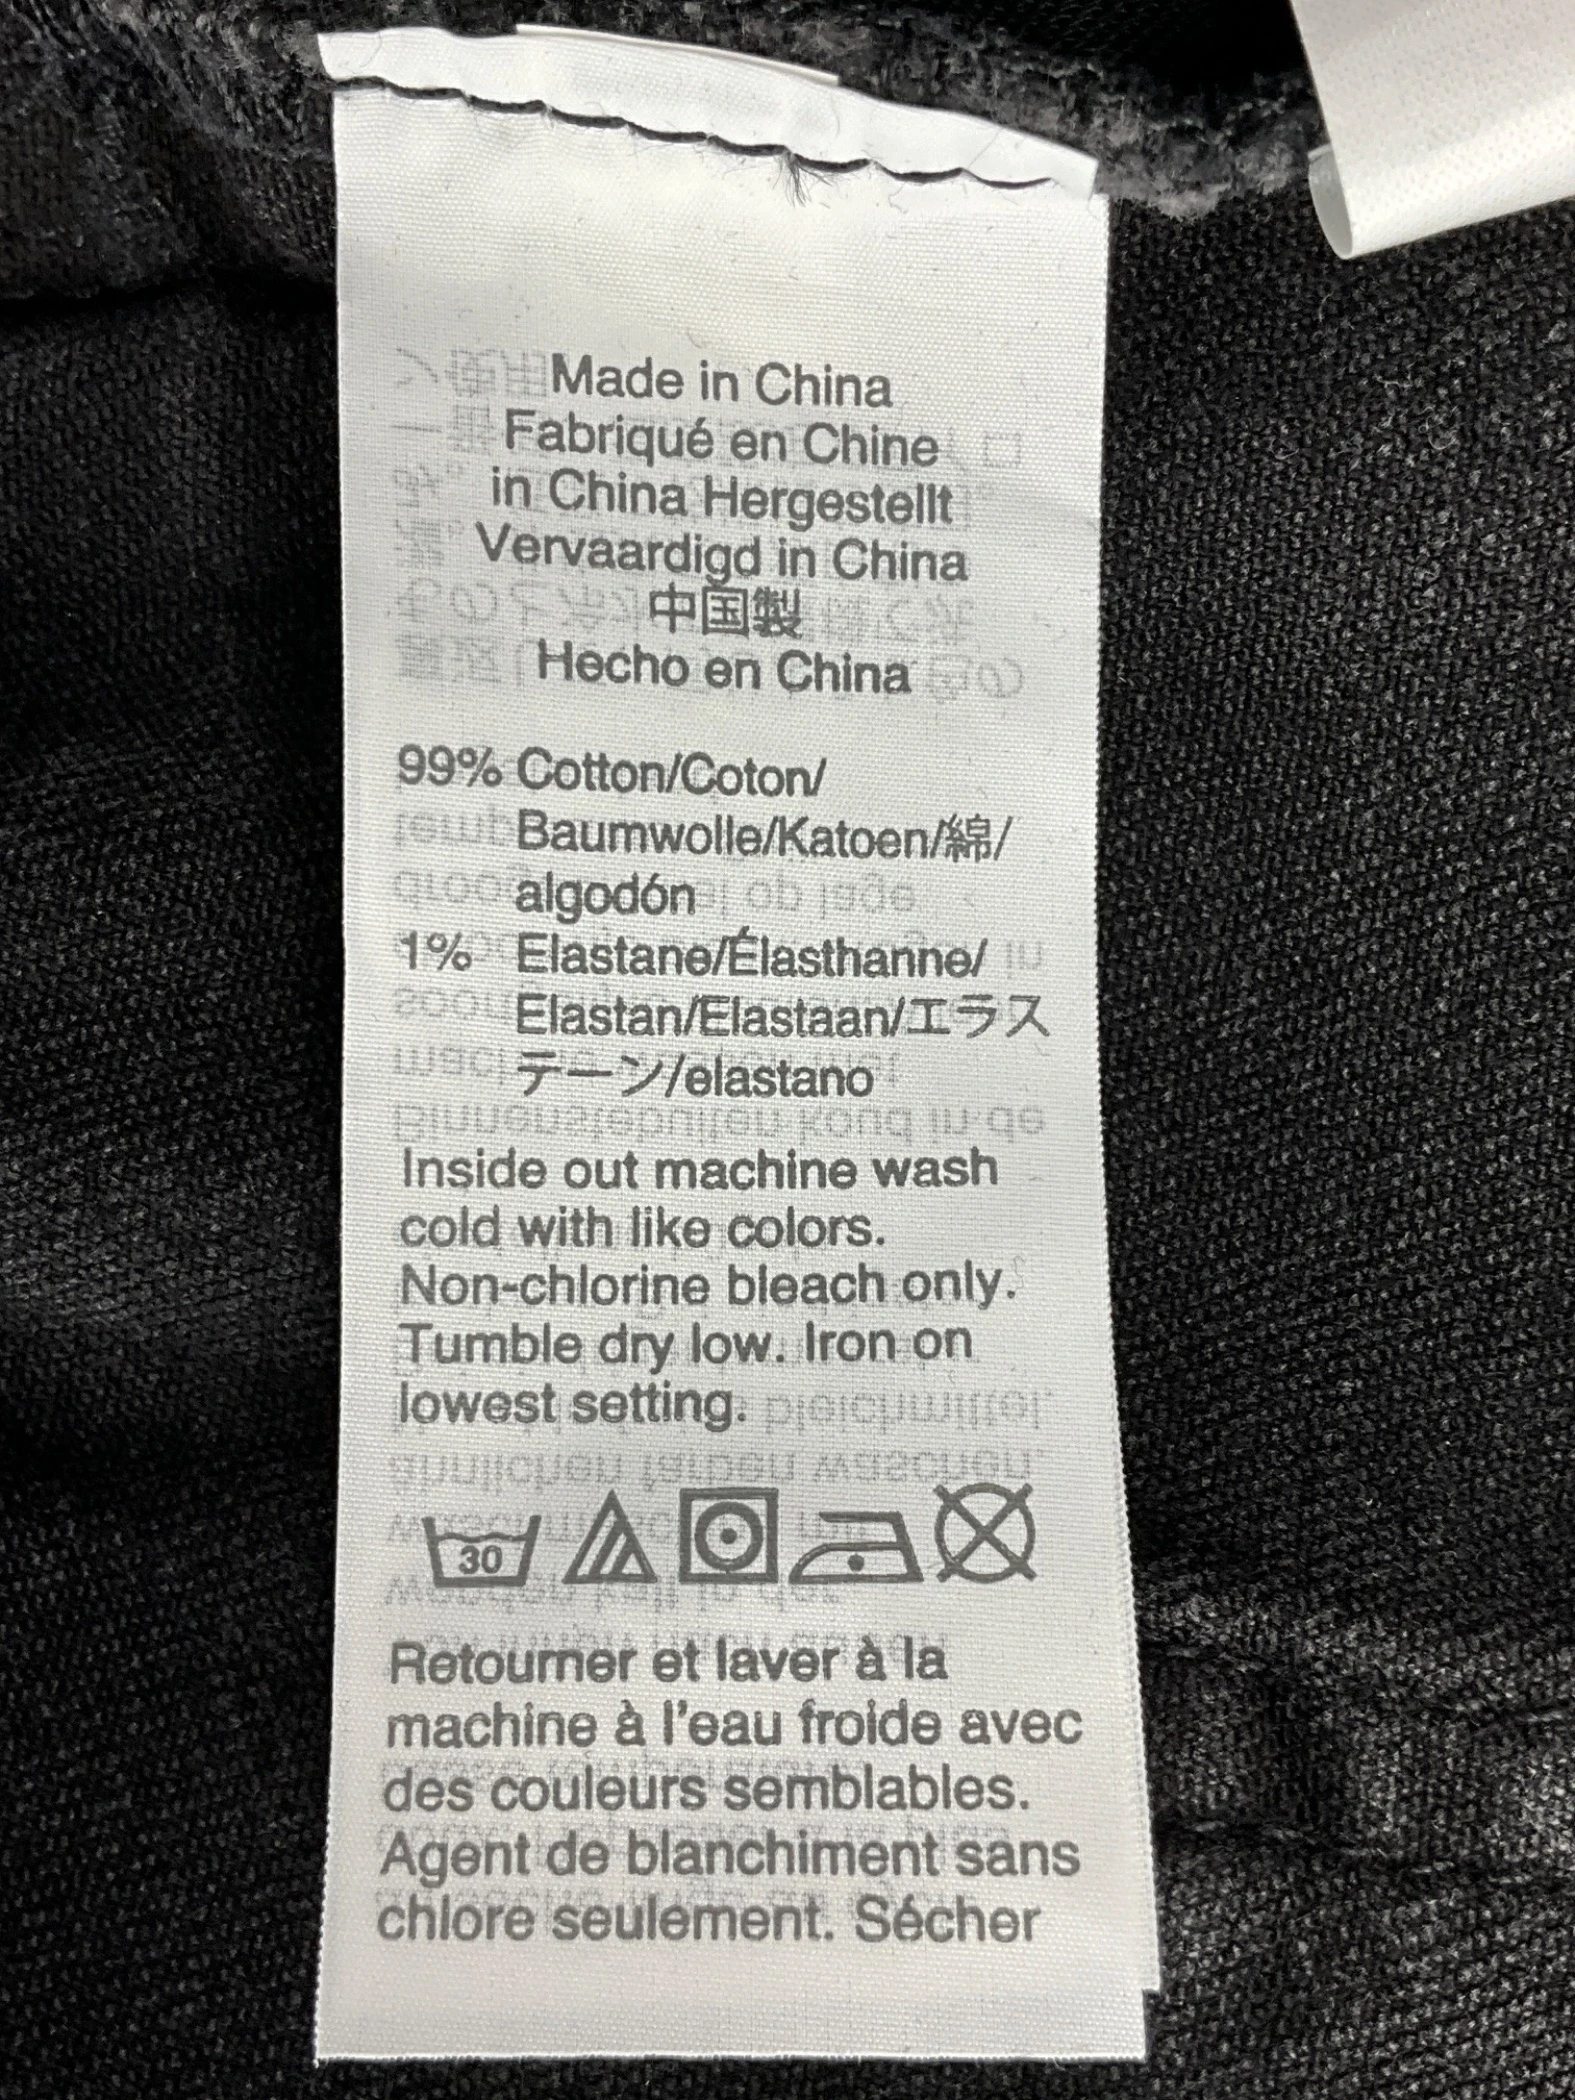 Made in China
Fabriqué en Chine
in China Hergestellt
Vervaardigd in China
中国製
Hecho en China
99% Cotton/Coton/
Baumwolle/Katoen/綿/
algodón
1% Elastane/Élasthanne/
Elastan/Elastaan/エラス
テーン/elastano
Inside out machine wash
cold with like colors.
Non-chlorine bleach only.
Tumble dry low. Iron on
lowest setting.
30
Retourner et laver à la
machine à l'eau froide avec
des couleurs semblables.
Agent de blanchiment sans
chlore seulement. Sécher